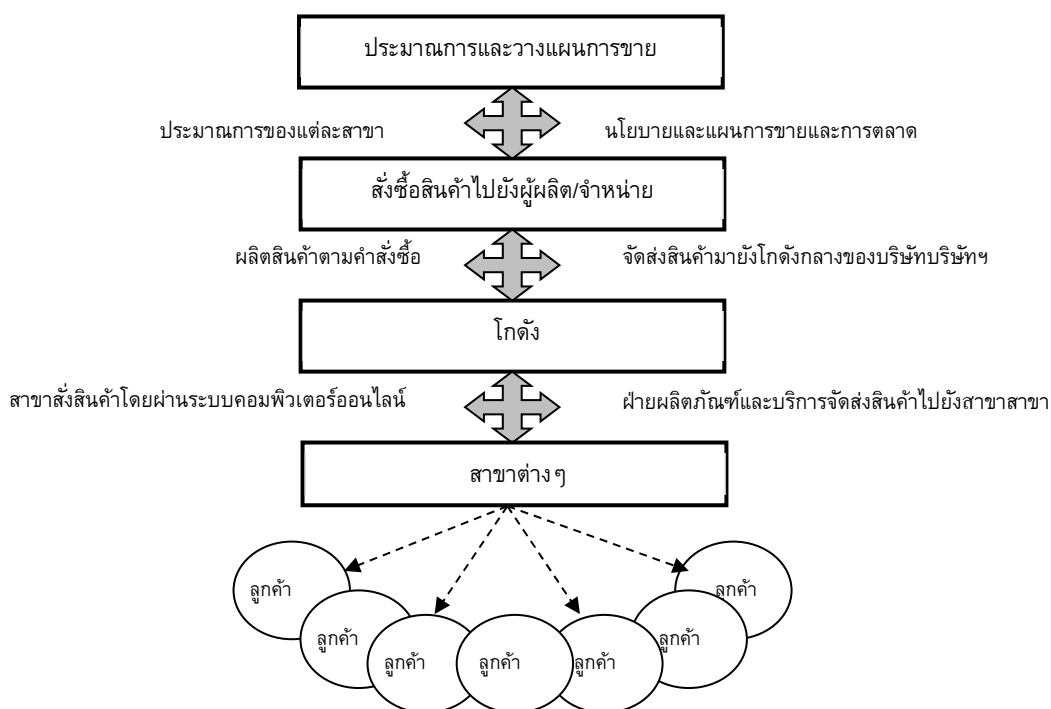 ประมาณการและวางแผนการขาย
ประมาณการของแต่ละสาขา
นโยบายและแผนการขายและการตลาด
สั่งซื้อสินค้าไปยังผู้ผลิต/จำหน่าย
ผลิตสินค้าตามคำสั่งซื้อ
จัดส่งสินค้ามายังโกดังกลางของบริษัทบริษัทฯ
โกดัง
สาขาสั่งสินค้าโดยผ่านระบบคอมพิวเตอร์ออนไลน์
ฝ่ายผลิตภัณฑ์และบริการจัดส่งสินค้าไปยังสาขาสาขา
สาขาต่างๆ
ลูกค้า
ลูกค้า
ลูกค้า
ลูกค้า
ลูกค้า
ลูกค้า
ลูกค้า